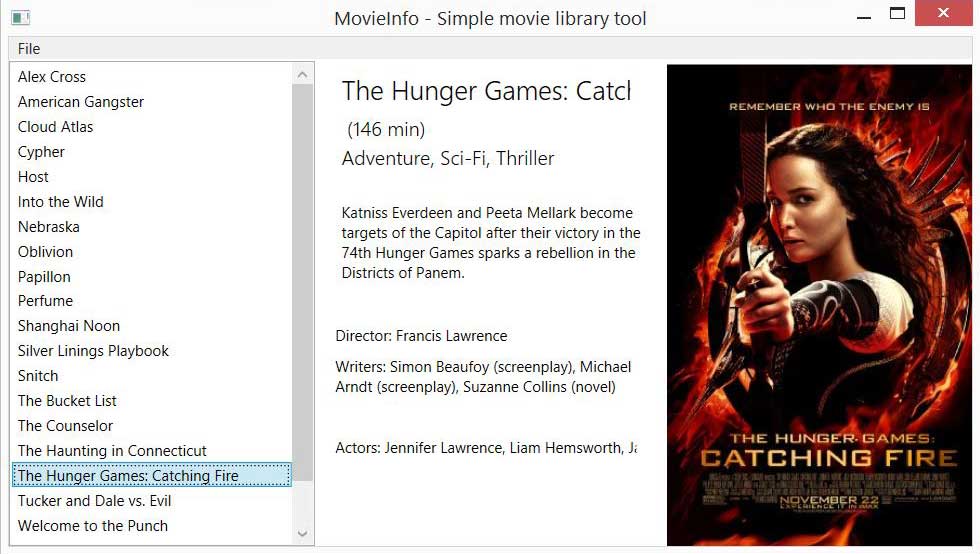 MovieInfo - Simple movie library tool
File
Alex Cross
American Gangster
Cloud Atlas
Cypher
Host
Into the Wild
Nebraska
Oblivion
Papillon
Perfume
Shanghai Noon
Silver Linings Playbook
Snitch
The Bucket List
The Counselor
The Haunting in Connecticut
The Hunger Games: Catching Fire
Tucker and Dale vs. Evil
Welcome to the Punch
The Hunger Games: Catch
(146 min)
Adventure, Sci-Fi, Thriller
Katniss Everdeen and Peeta Mellark become
targets of the Capitol after their victory in the
74th Hunger Games sparks a rebellion in the
Districts of Panem.
Director: Francis Lawrence
Writers: Simon Beaufoy (screenplay), Michael
Arndt (screenplay), Suzanne Collins (novel)
Actors: Jennifer Lawrence, Liam Hemsworth, Ja
REMEMBER WHO THE ENEMY IS
THE HUNGER GAMES:
CATCHING FIRE
NOVEMBER 22
EXPERIENCE IT IN IMAX